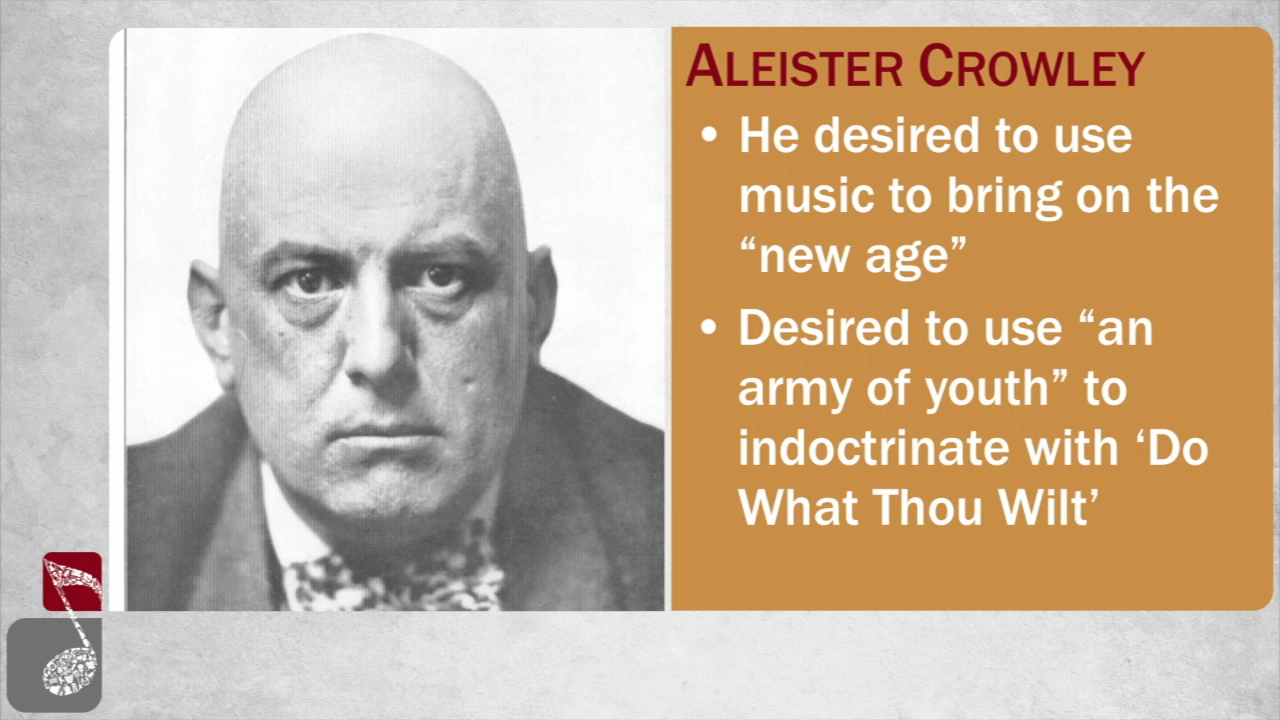 ALEISTER CROWLEY
• He desired to use
music to bring on the
“new age”
• Desired to use “an
army of youth” to
indoctrinate with ‘Do
What Thou Wilt’